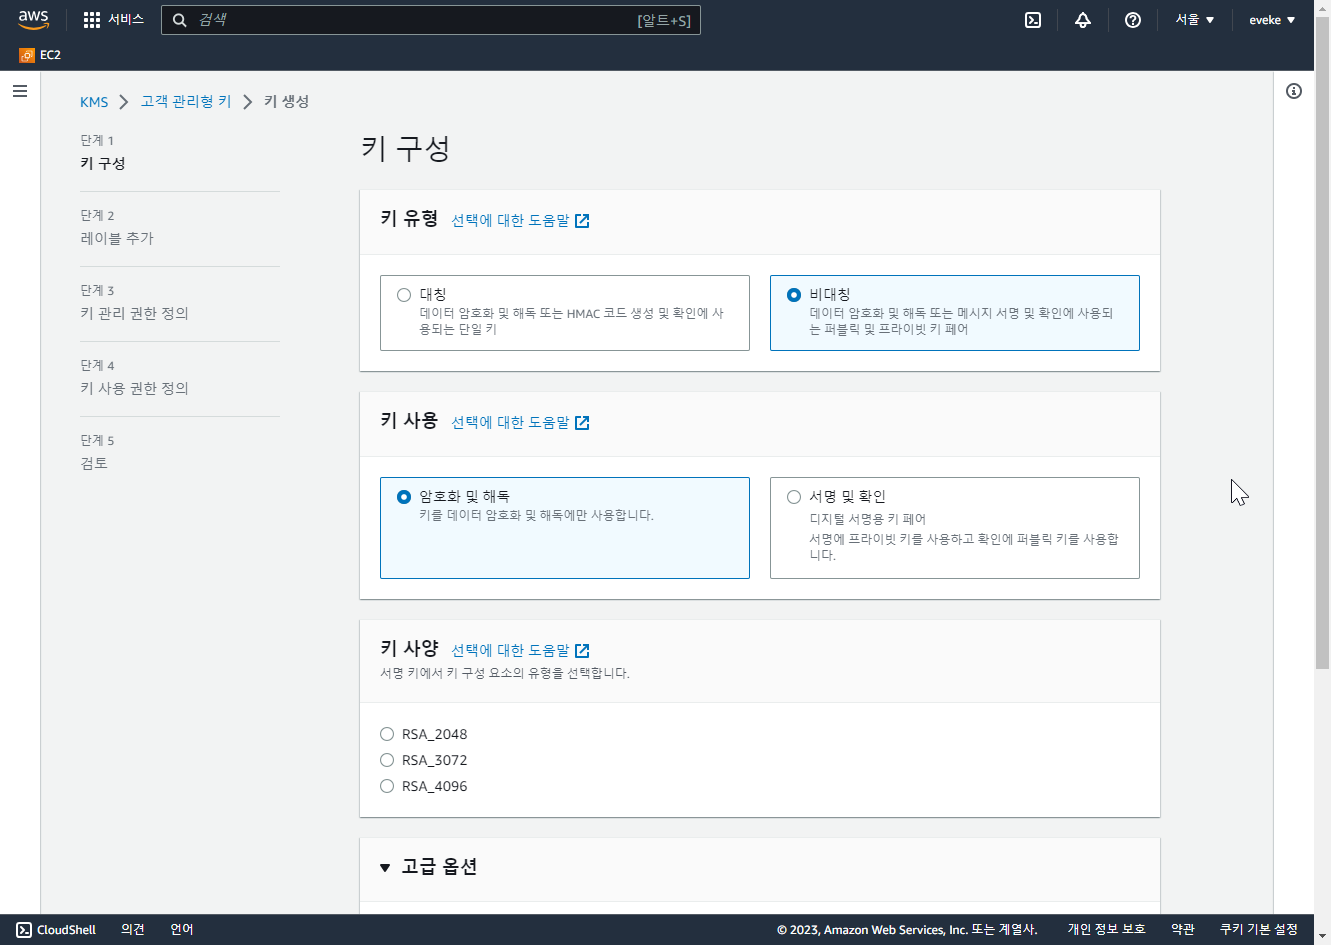 aws
서비스
검색
[알트+S]
서울
eveke
EC2
KMS
고객 관리형 키
키 생성
단계 1
키 구성
단계 2
레이블 추가
단계 3
키 관리 권한 정의
단계 4
키 사용 권한 정의
단계 5
검토
키 구성
키 유형 선택에 대한 도움말
대칭
데이터 암호화 및 해독 또는 HMAC 코드 생성 및 확인에 사
용되는 단일 키
비대칭
데이터 암호화 및 해독 또는 메시지 서명 및 확인에 사용되
는 퍼블릭 및 프라이빗 키 페어
키 사용 선택에 대한 도움말
암호화 및 해독
키를 데이터 암호화 및 해독에만 사용합니다.
서명 및 확인
디지털 서명용 키 페어
서명에 프라이빗 키를 사용하고 확인에 퍼블릭 키를 사용합
니다.
키 사양 선택에 대한 도움말
서명 키에서 키 구성 요소의 유형을 선택합니다.
RSA_2048
RSA_3072
RSA_4096
고급 옵션
CloudShell
의견
언어
© 2023, Amazon Web Services, Inc. 또는 계열사.
개인 정보 보호
약관
쿠키 기본 설정